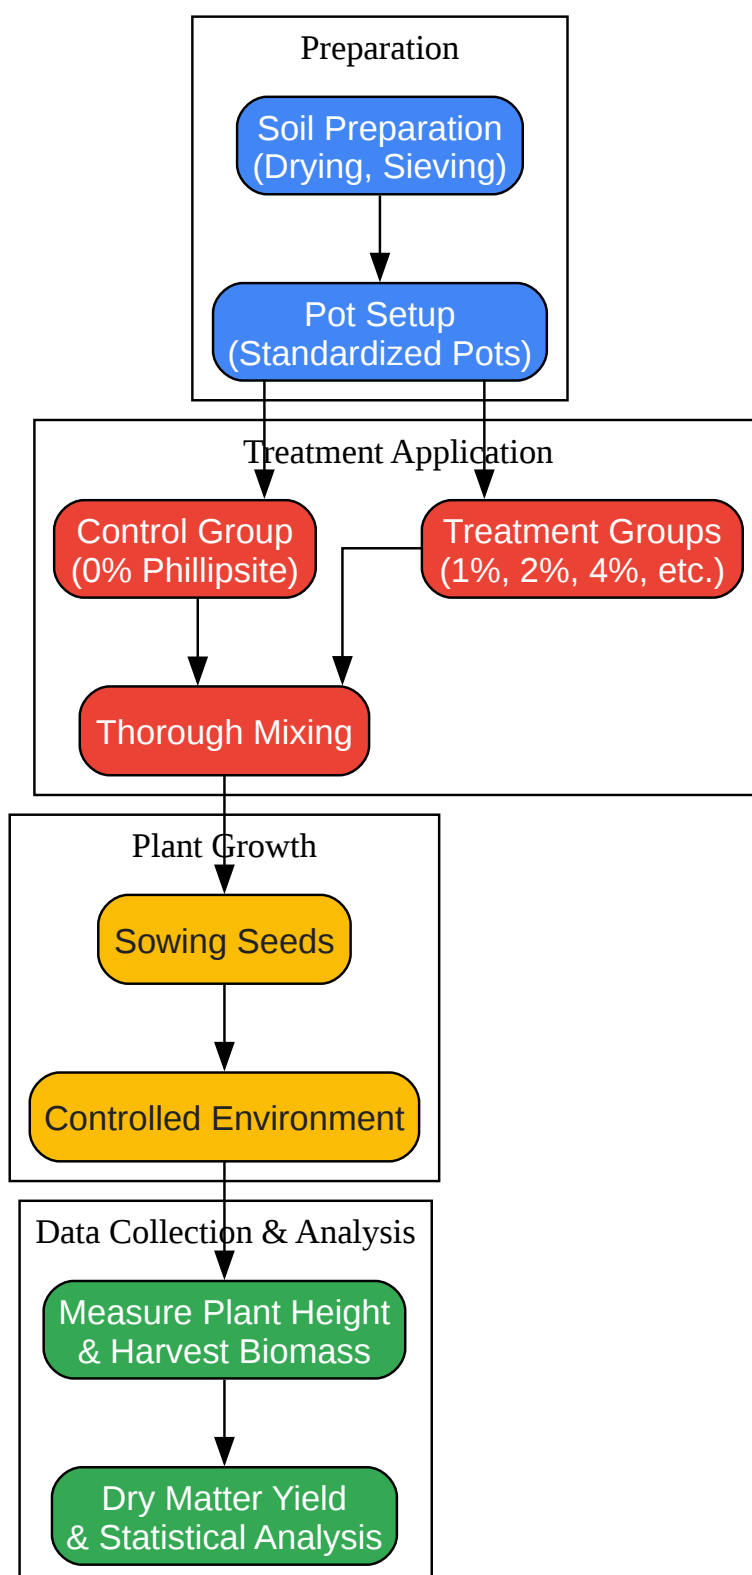 Preparation
Soil Preparation
(Drying, Sieving)
Pot Setup
(Standardized Pots)
Treatment Application
Control Group
(0% Phillipsite)
Treatment Groups
(1%, 2%, 4%, etc.)
Thorough Mixing
Plant Growth
Sowing Seeds
Controlled Environment
Data Collection & Analysis
Measure Plant Height
& Harvest Biomass
Dry Matter Yield
& Statistical Analysis